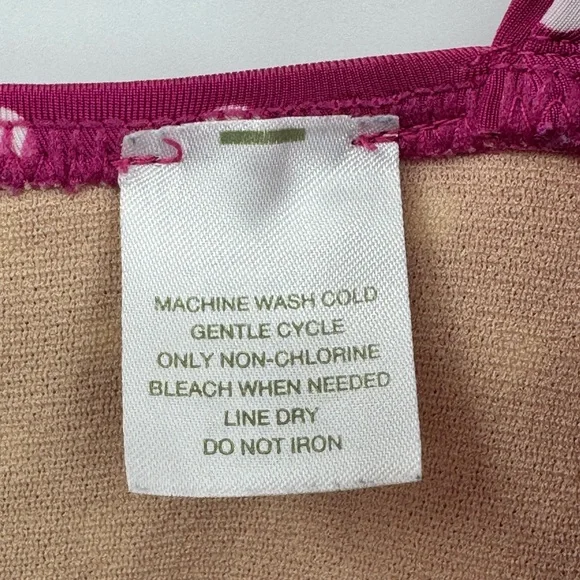 MACHINE WASH COLD
GENTLE CYCLE
ONLY NON-CHLORINE
BLEACH WHEN NEEDED
LINE DRY
DO NOT IRON